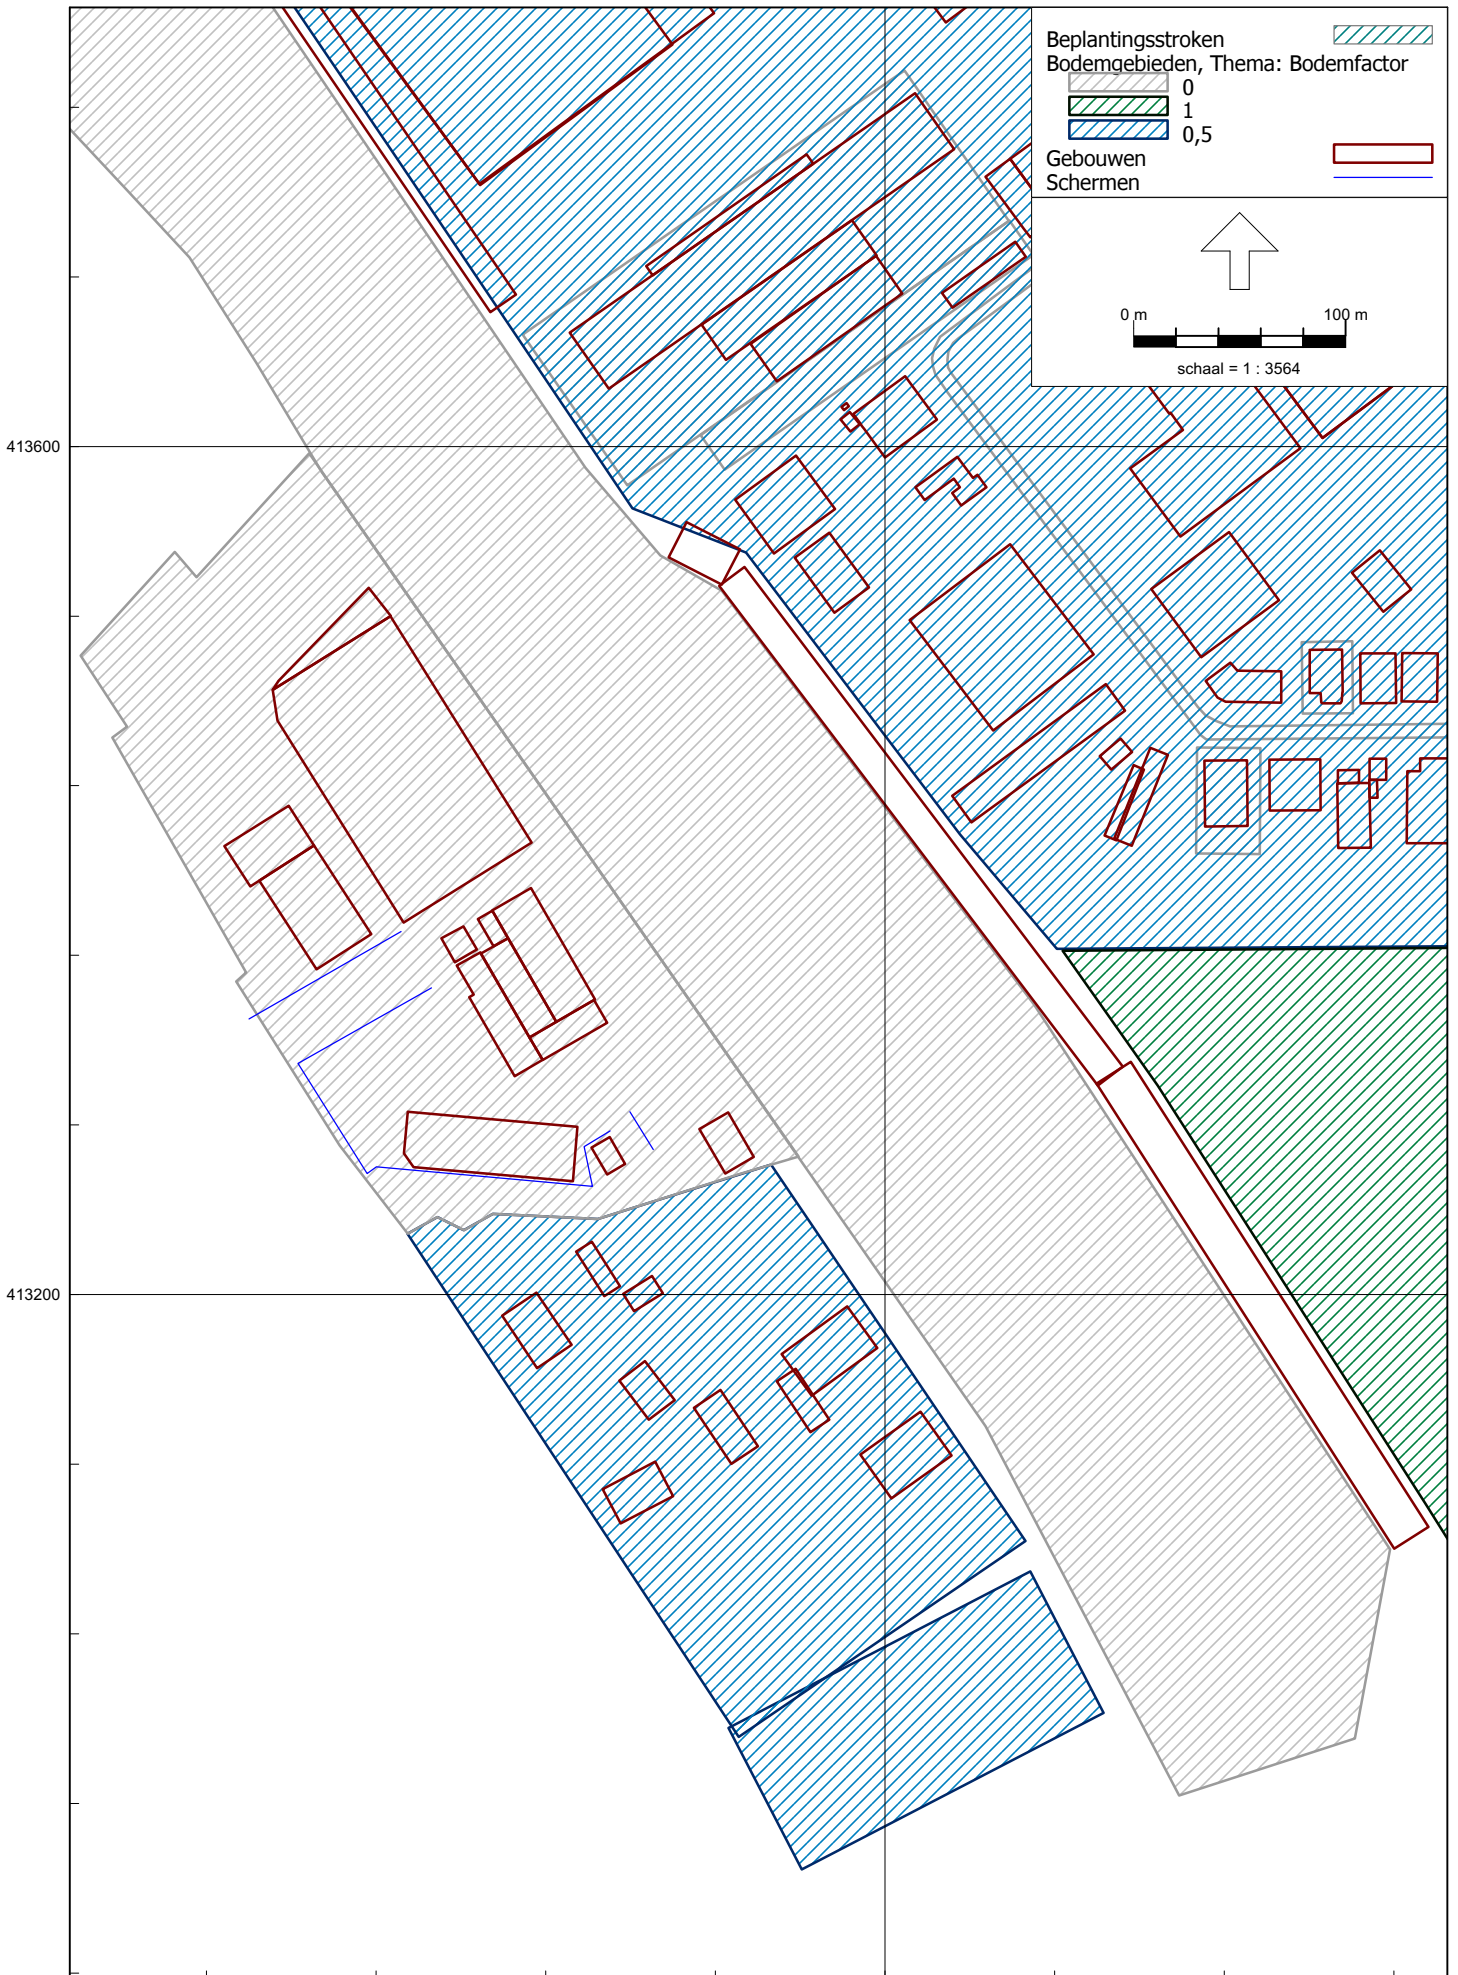 Beplantingsstroken
Bodemgebieden, Thema: Bodemfactor
0
1
0,5
Gebouwen
Schermen
0 m 100 m
schaal = 1 : 3564
413600
413200